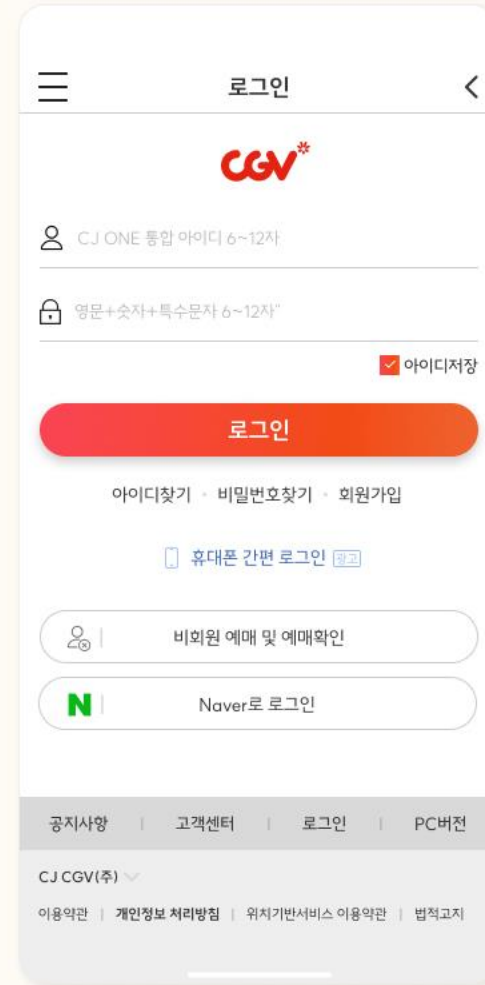 로그인
CGV
CJ ONE 통합 아이디 6~12자
영문+숫자+특수문자 6~12자"
아이디저장
로그인
아이디찾기 비밀번호찾기 회원가입
휴대폰 간편 로그인 광고
비회원 예매 및 예매확인
N Naver로 로그인
공지사항 | 고객센터 | 로그인 | PC버전
CJ CGV(주)
이용약관 | 개인정보 처리방침 | 위치기반서비스 이용약관 | 법적고지